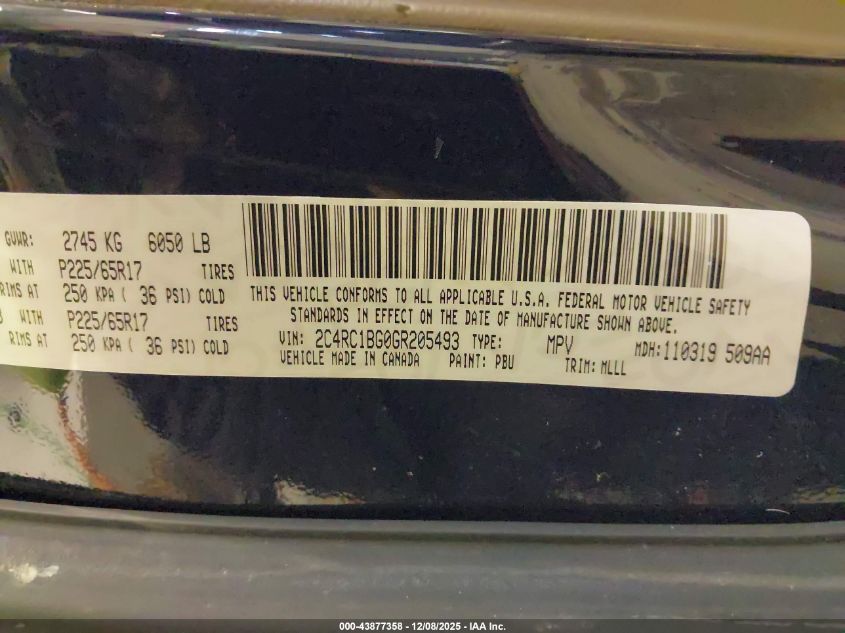 GVWR: 2745 KG 6050 LB
WITH P225/65R17 TIRES
RIMS AT 250 KPA ( 36 PSI) COLD
WITH P225/65R17 TIRES
RIMS AT 250 KPA ( 36 PSI) COLD
THIS VEHICLE CONFORMS TO ALL APPLICABLE U.S.A. FEDERAL MOTOR VEHICLE SAFETY
STANDARDS IN EFFECT ON THE DATE OF MANUFACTURE SHOWN ABOVE.
VIN: 2C4RC1BG0GR205493 TYPE: MPV MDH:110319 509AA
VEHICLE MADE IN CANADA PAINT: PBU TRIM: MLLL
000-43877358 - 12/08/2025 - IAA Inc.